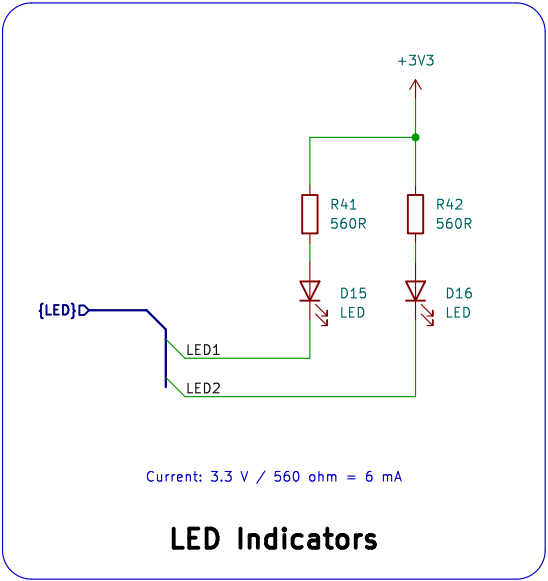 +3V3
R41
560R
R42
560R
D15
LED
D16
LED
{LED}
LED1
LED2
Current: 3.3 V / 560 ohm = 6 mA
LED Indicators